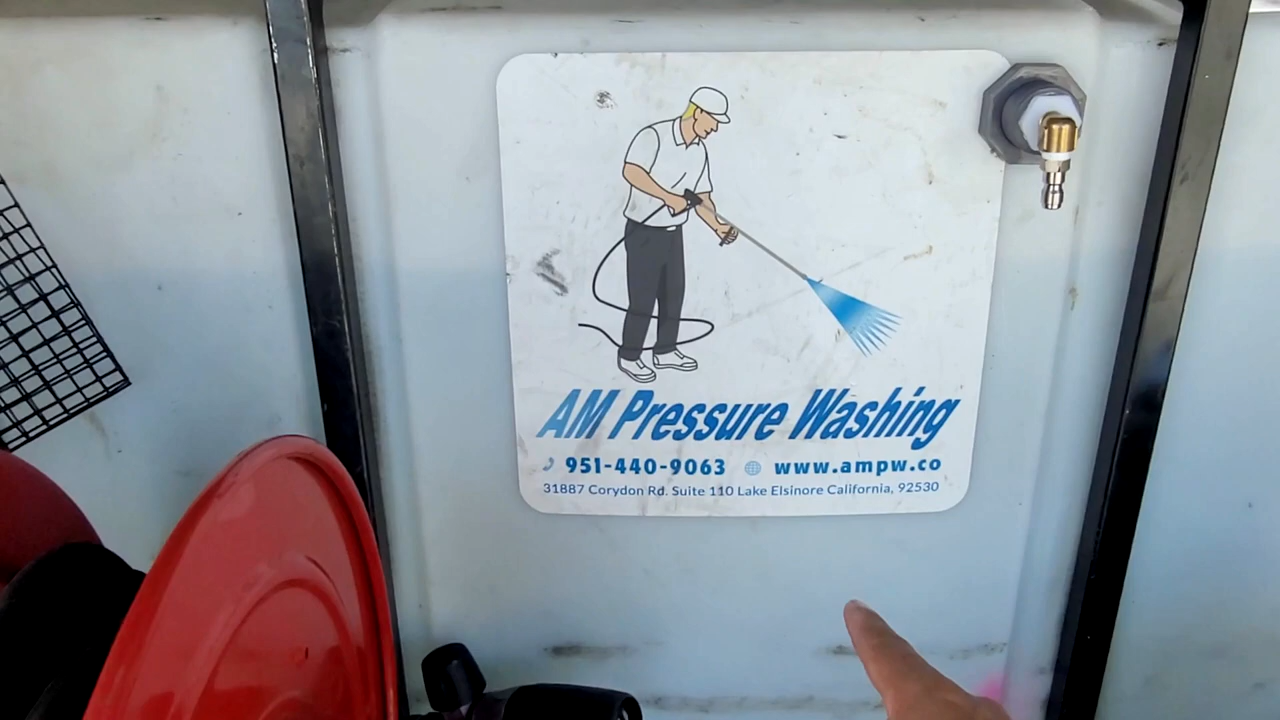 AM Pressure Washing
951-440-9063 www.ampw.co
31887 Corydon Rd. Suite 110 Lake Elsinore California, 92530